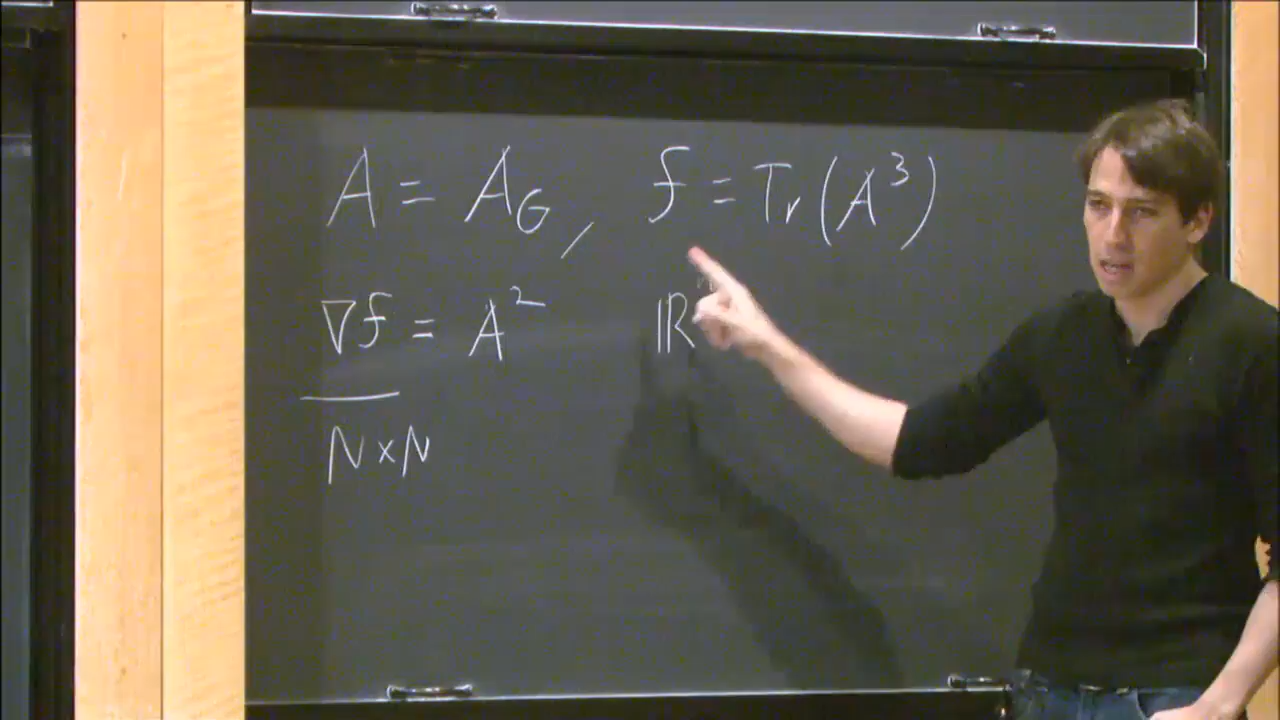 A = A_G, f = Tr(A³)
∇f = A² ℝ
N×N